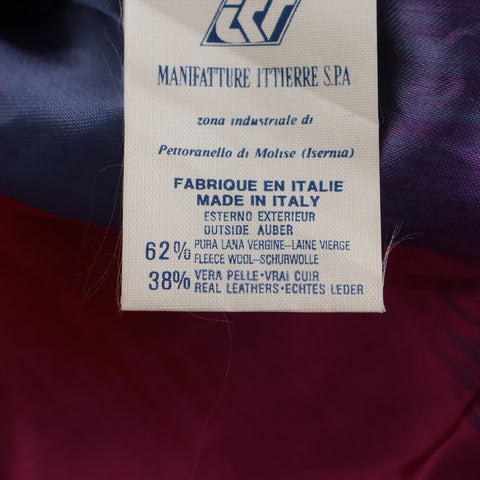 MANIFATTURE ITTIERRE S.P.A
zona industriale di
Pettoranello di Molise (Isernia)
FABRIQUE EN ITALIE
MADE IN ITALY
ESTERNO EXTERIEUR
OUTSIDE AUBER
62% PURA LANA VERGINE-LAINE VIERGE
FLEECE WOOL-SCHURWOLLE
38% VERA PELLE·VRAI CUIR
REAL LEATHERS·ECHTES LEDER